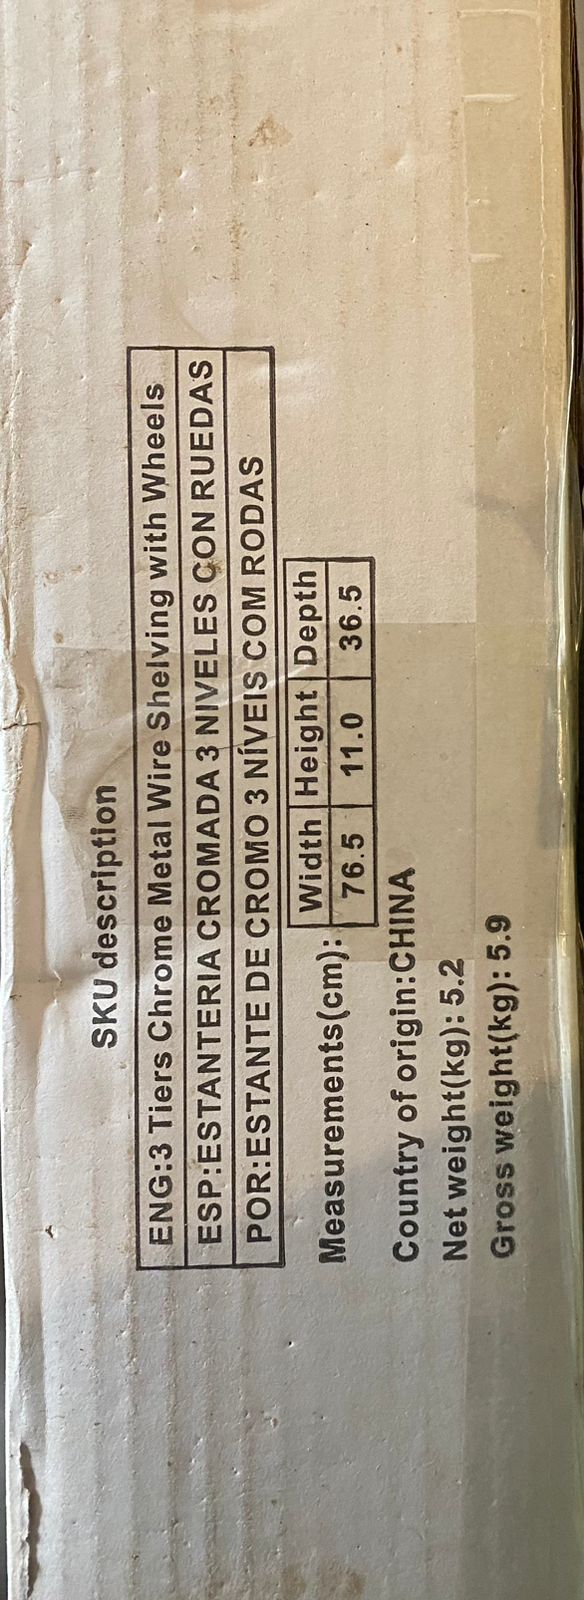 SKU description
ENG:3 Tiers Chrome Metal Wire Shelving with Wheels
ESP:ESTANTERIA CROMADA 3 NIVELES CON RUEDAS
POR:ESTANTE DE CROMO 3 NÍVEIS COM RODAS
Width Height Depth
Measurements(cm): 76.5 11.0 36.5
Country of origin:CHINA
Net weight(kg): 5.2
Gross weight(kg): 5.9